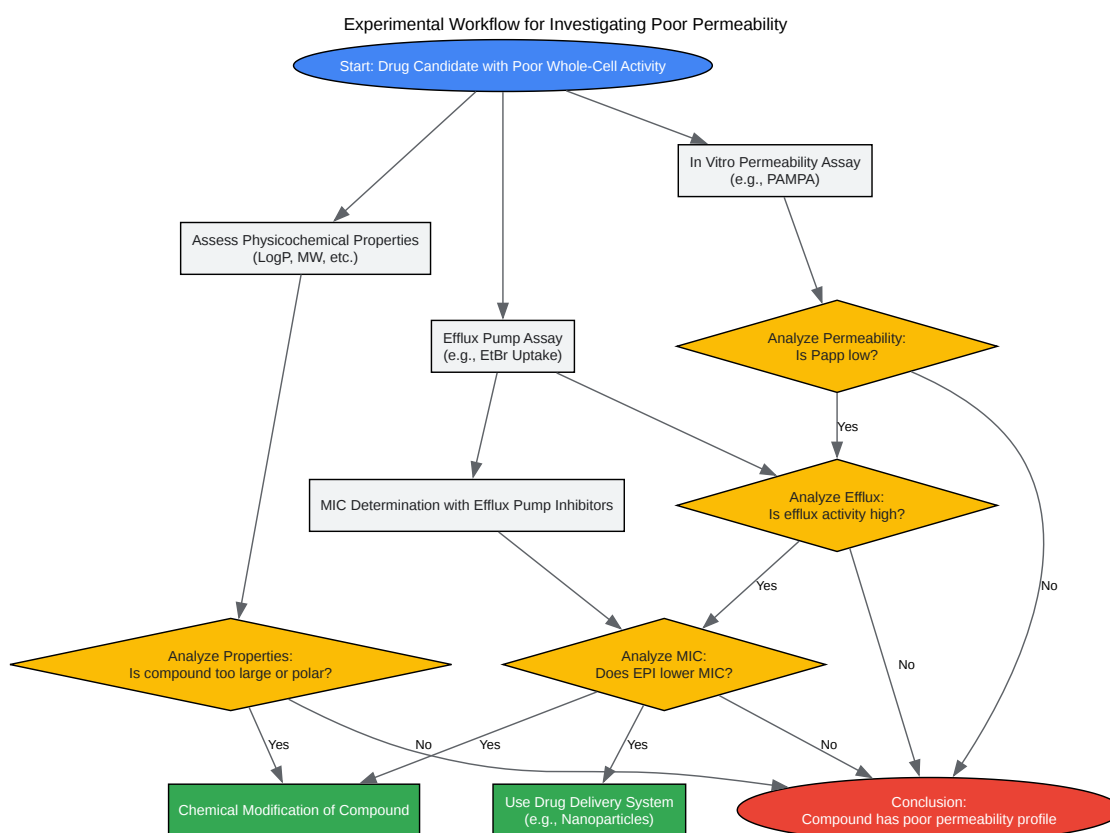 Experimental Workflow for Investigating Poor Permeability
Start: Drug Candidate with Poor Whole-Cell Activity
In Vitro Permeability Assay
(e.g., PAMPA)
Assess Physicochemical Properties
(LogP, MW, etc.)
Efflux Pump Assay
(e.g., EtBr Uptake)
Analyze Permeability:
Is Papp low?
Yes
MIC Determination with Efflux Pump Inhibitors
Analyze Efflux:
Is efflux activity high?
Yes
No
No
Analyze Properties:
Is compound too large or polar?
Analyze MIC:
Does EPI lower MIC?
Yes
No
Yes
Yes
No
Chemical Modification of Compound
Use Drug Delivery System
(e.g., Nanoparticles)
Conclusion:
Compound has poor permeability profile